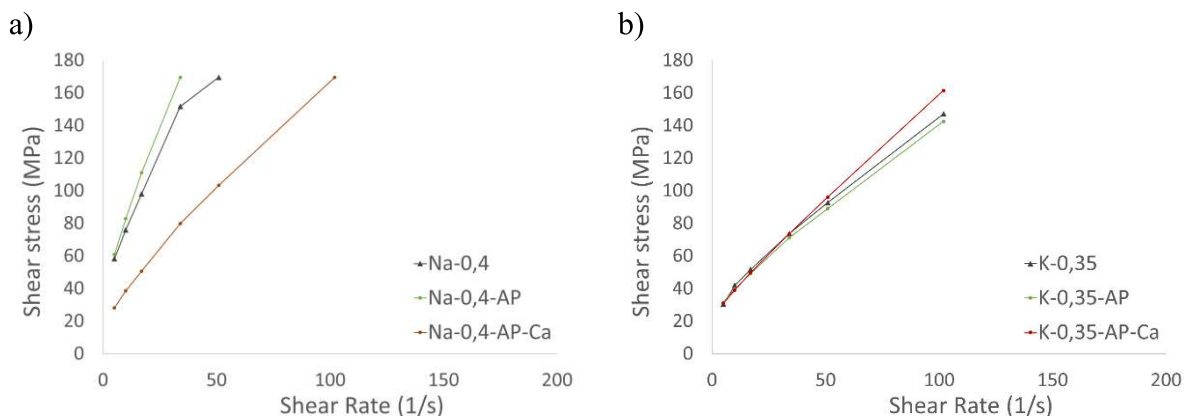 a)
180
160
140
120
100
80
60
40
20
0
Shear stress (MPa)
0 50 100 150 200
Shear Rate (1/s)
Na-0,4
Na-0,4-AP
Na-0,4-AP-Ca
b)
180
160
140
120
100
80
60
40
20
0
Shear stress (MPa)
0 50 100 150 200
Shear Rate (1/s)
K-0,35
K-0,35-AP
K-0,35-AP-Ca